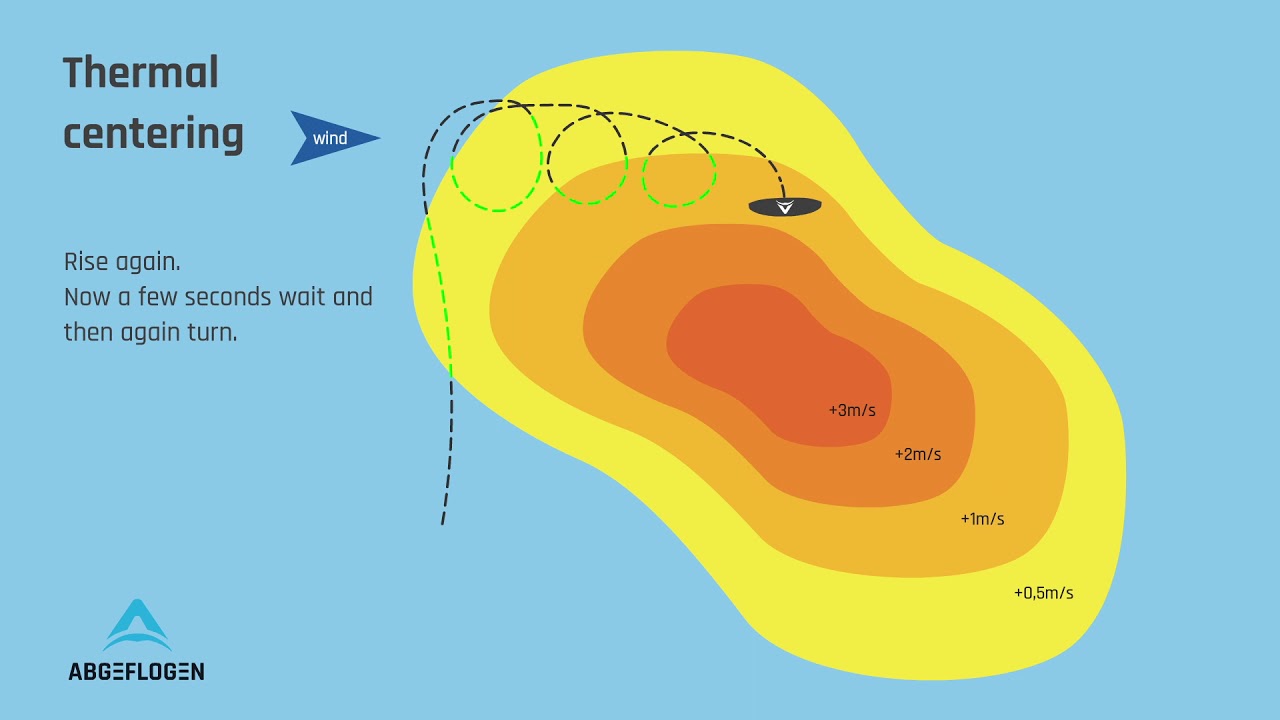 Thermal
centering
wind
Rise again.
Now a few seconds wait and
then again turn.
+3m/s
+2m/s
+1m/s
+0,5m/s
ABGEFLOGEN